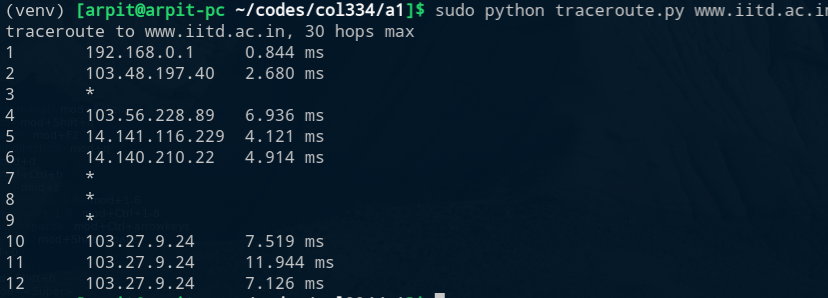 (venv) [arpit@arpit-pc ~/codes/col334/a1]$ sudo python traceroute.py www.iitd.ac.in
traceroute to www.iitd.ac.in, 30 hops max
1 192.168.0.1 0.844 ms
2 103.48.197.40 2.680 ms
3 *
4 103.56.228.89 6.936 ms
5 14.141.116.229 4.121 ms
6 14.140.210.22 4.914 ms
7 *
8 *
9 *
10 103.27.9.24 7.519 ms
11 103.27.9.24 11.944 ms
12 103.27.9.24 7.126 ms